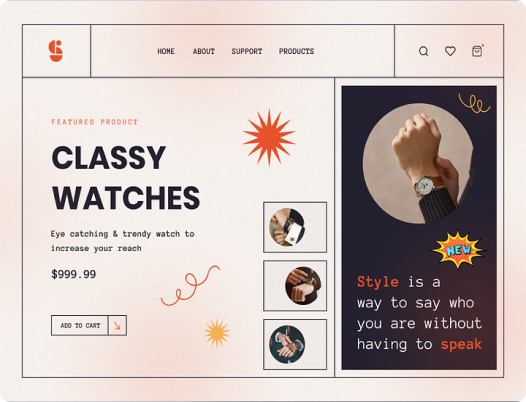 HOME ABOUT SUPPORT PRODUCTS
FEATURED PRODUCT
CLASSY
WATCHES
Eye catching & trendy watch to
increase your reach
$999.99
ADD TO CART
NEW
Style is a
way to say who
you are without
having to speak